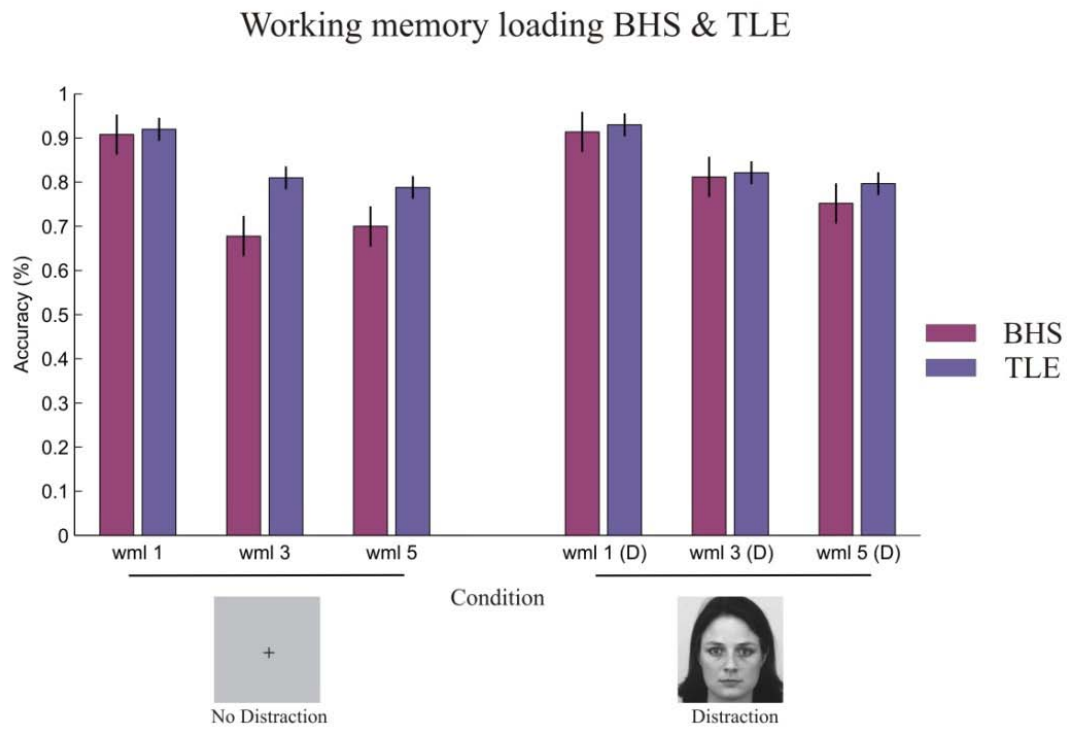 Working memory loading BHS & TLE
1
0.9
0.8
0.7
0.6
0.5
0.4
0.3
0.2
0.1
0
Accuracy (%)
wml 1 wml 3 wml 5 wml 1 (D) wml 3 (D) wml 5 (D)
Condition
No Distraction Distraction
BHS
TLE